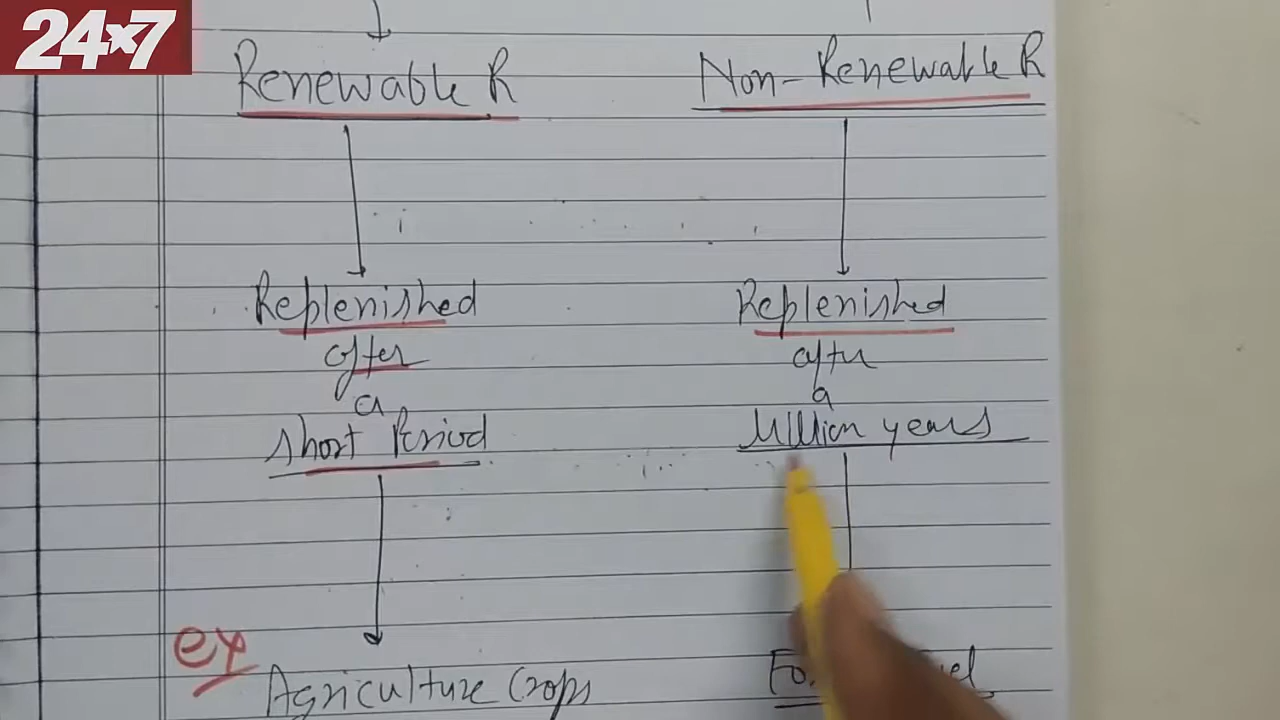 24x7
Renewable R
Non-Renewable R
Replenished
after
a
short Period
Replenished
after
a
Million years
ex
Agriculture Crops